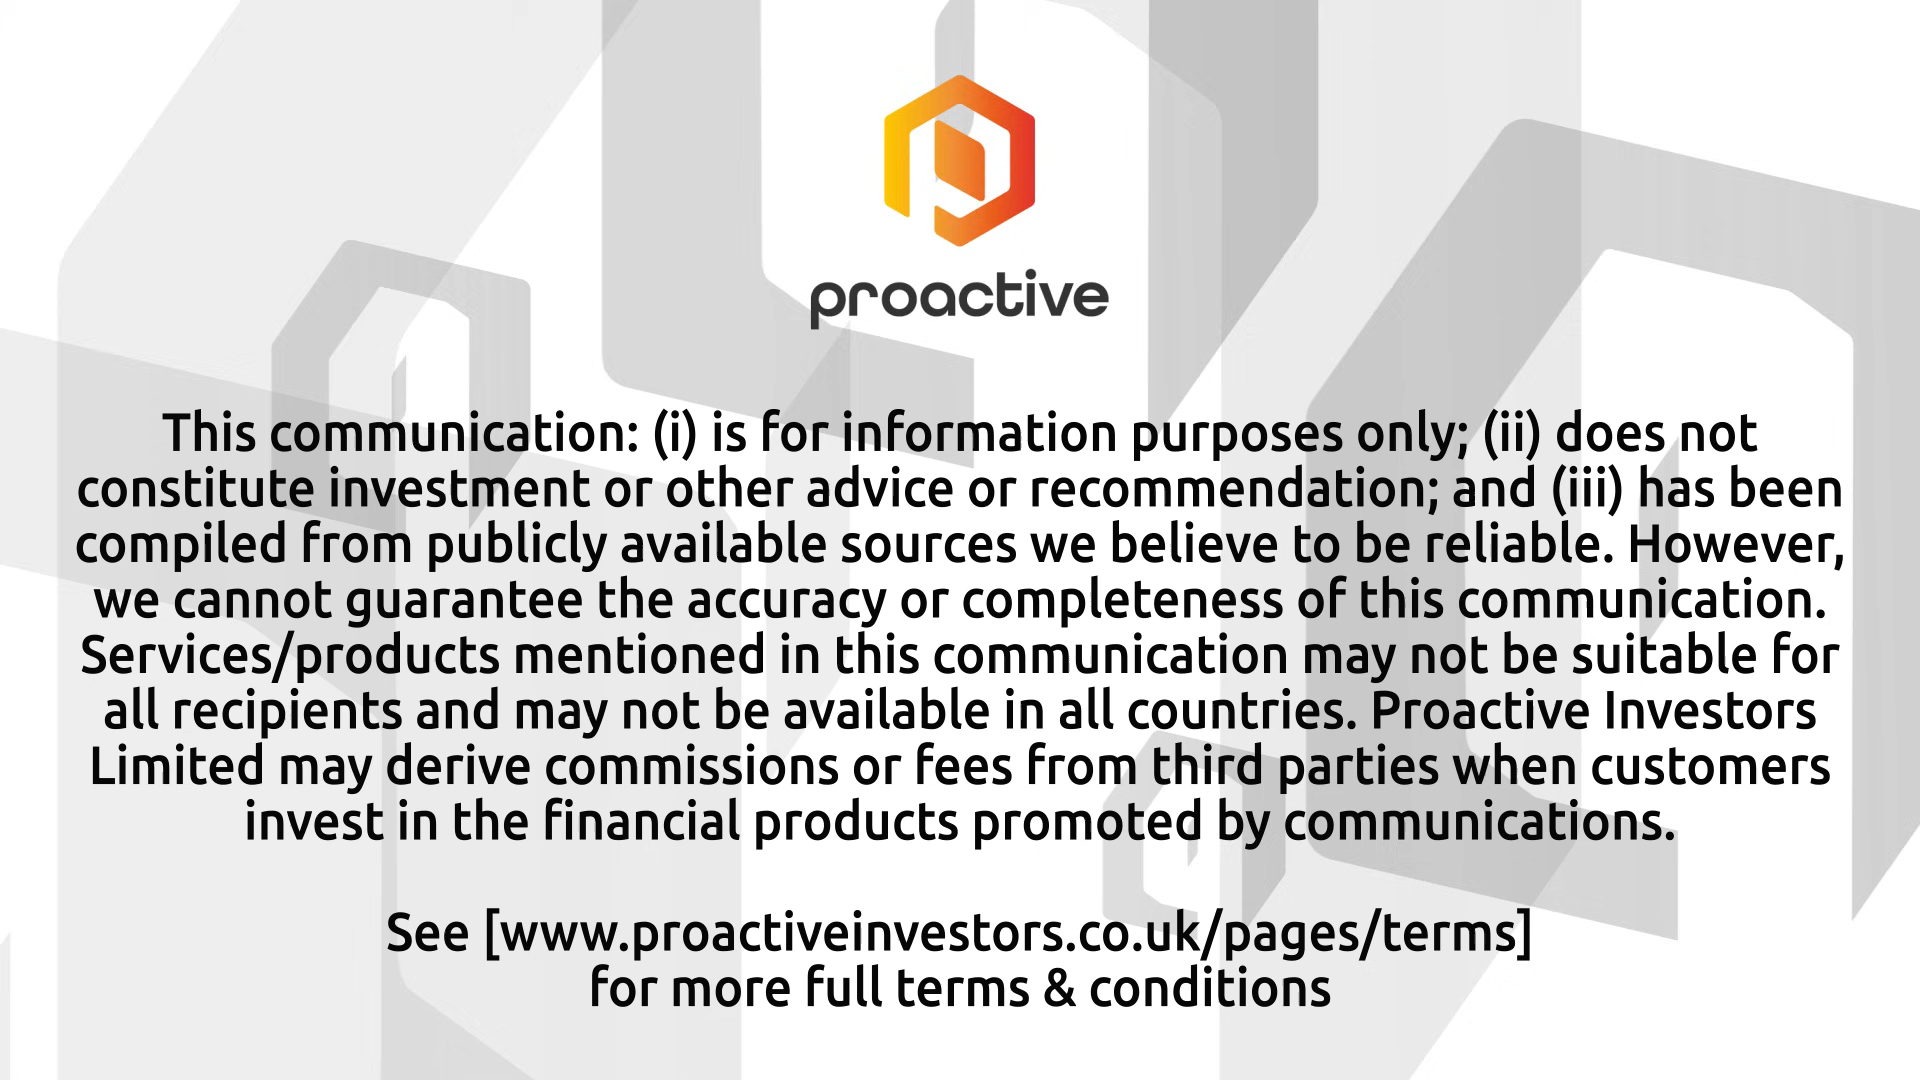 proactive
This communication: (i) is for information purposes only; (ii) does not
constitute investment or other advice or recommendation; and (iii) has been
compiled from publicly available sources we believe to be reliable. However,
we cannot guarantee the accuracy or completeness of this communication.
Services/products mentioned in this communication may not be suitable for
all recipients and may not be available in all countries. Proactive Investors
Limited may derive commissions or fees from third parties when customers
invest in the financial products promoted by communications.
See [www.proactiveinvestors.co.uk/pages/terms]
for more full terms & conditions